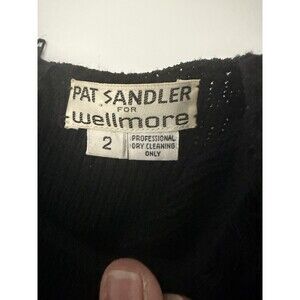 PAT SANDLER
FOR
wellmore
2
PROFESSIONAL
DRY CLEANING
ONLY